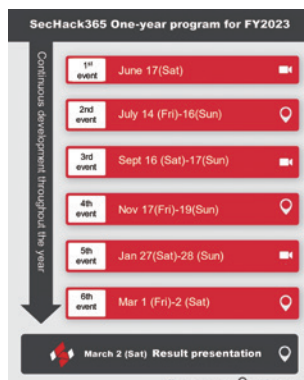 SecHack365 One-year program for FY2023
Continuous development throughout the year
1st event
June 17(Sat)
2nd event
July 14 (Fri)-16(Sun)
3rd event
Sept 16 (Sat)-17(Sun)
4th event
Nov 17(Fri)-19(Sun)
5th event
Jan 27(Sat)-28 (Sun)
6th event
Mar 1 (Fri)-2 (Sat)
March 2 (Sat) Result presentation